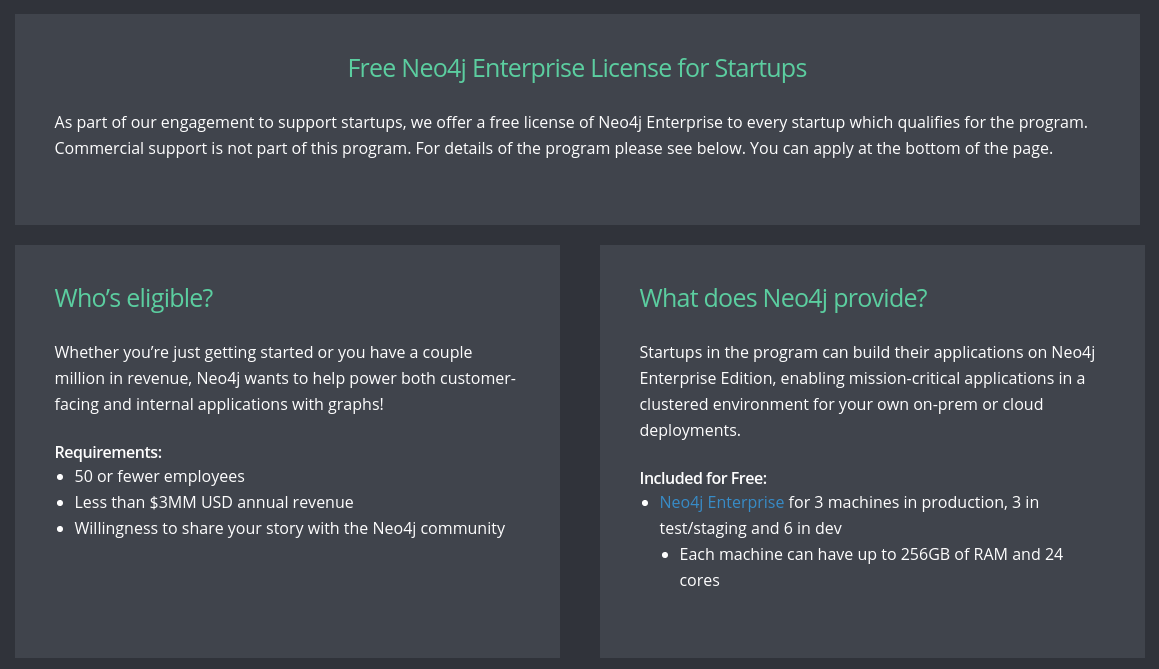 Free Neo4j Enterprise License for Startups
As part of our engagement to support startups, we offer a free license of Neo4j Enterprise to every startup which qualifies for the program.
Commercial support is not part of this program. For details of the program please see below. You can apply at the bottom of the page.
Who’s eligible?
Whether you’re just getting started or you have a couple
million in revenue, Neo4j wants to help power both customer-
facing and internal applications with graphs!
Requirements:
• 50 or fewer employees
• Less than $3MM USD annual revenue
• Willingness to share your story with the Neo4j community
What does Neo4j provide?
Startups in the program can build their applications on Neo4j
Enterprise Edition, enabling mission-critical applications in a
clustered environment for your own on-prem or cloud
deployments.
Included for Free:
• Neo4j Enterprise for 3 machines in production, 3 in
test/staging and 6 in dev
• Each machine can have up to 256GB of RAM and 24
cores